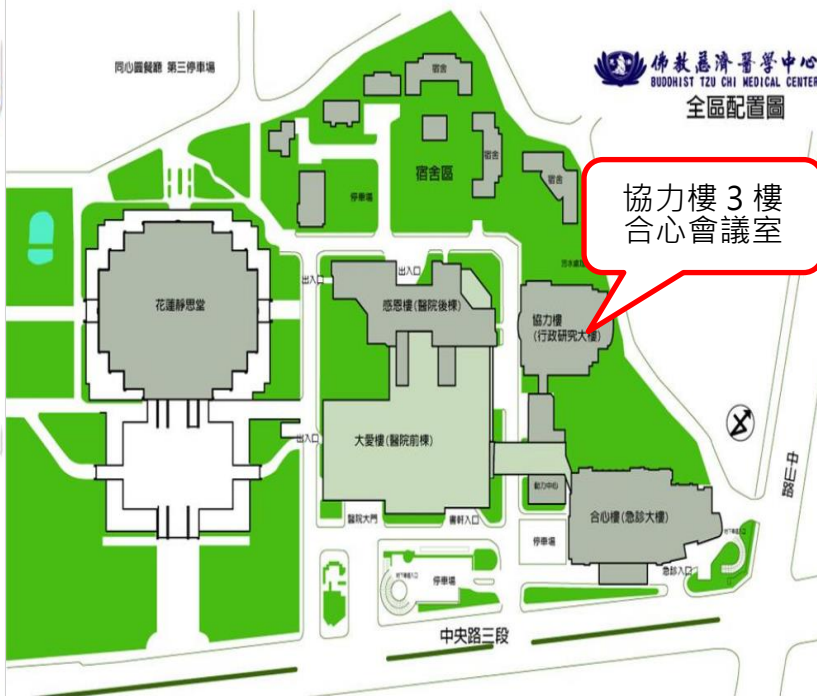 同心圓餐廳 第三停車場
佛教慈濟醫學中心
BUDDHIST TZU CHI MEDICAL CENTER
全區配置圖
宿舍
宿舍
宿舍區
宿舍
停車場
協力樓 3 樓
合心會議室
出入口
出入口
花蓮靜思堂
感恩樓(醫院後棟)
協力樓
(行政研究大樓)
出入口
大愛樓(醫院前棟)
中山路
動力中心
醫院大門
書軒入口
合心樓(急診大樓)
停車場
停車場
急診入口
中央路三段